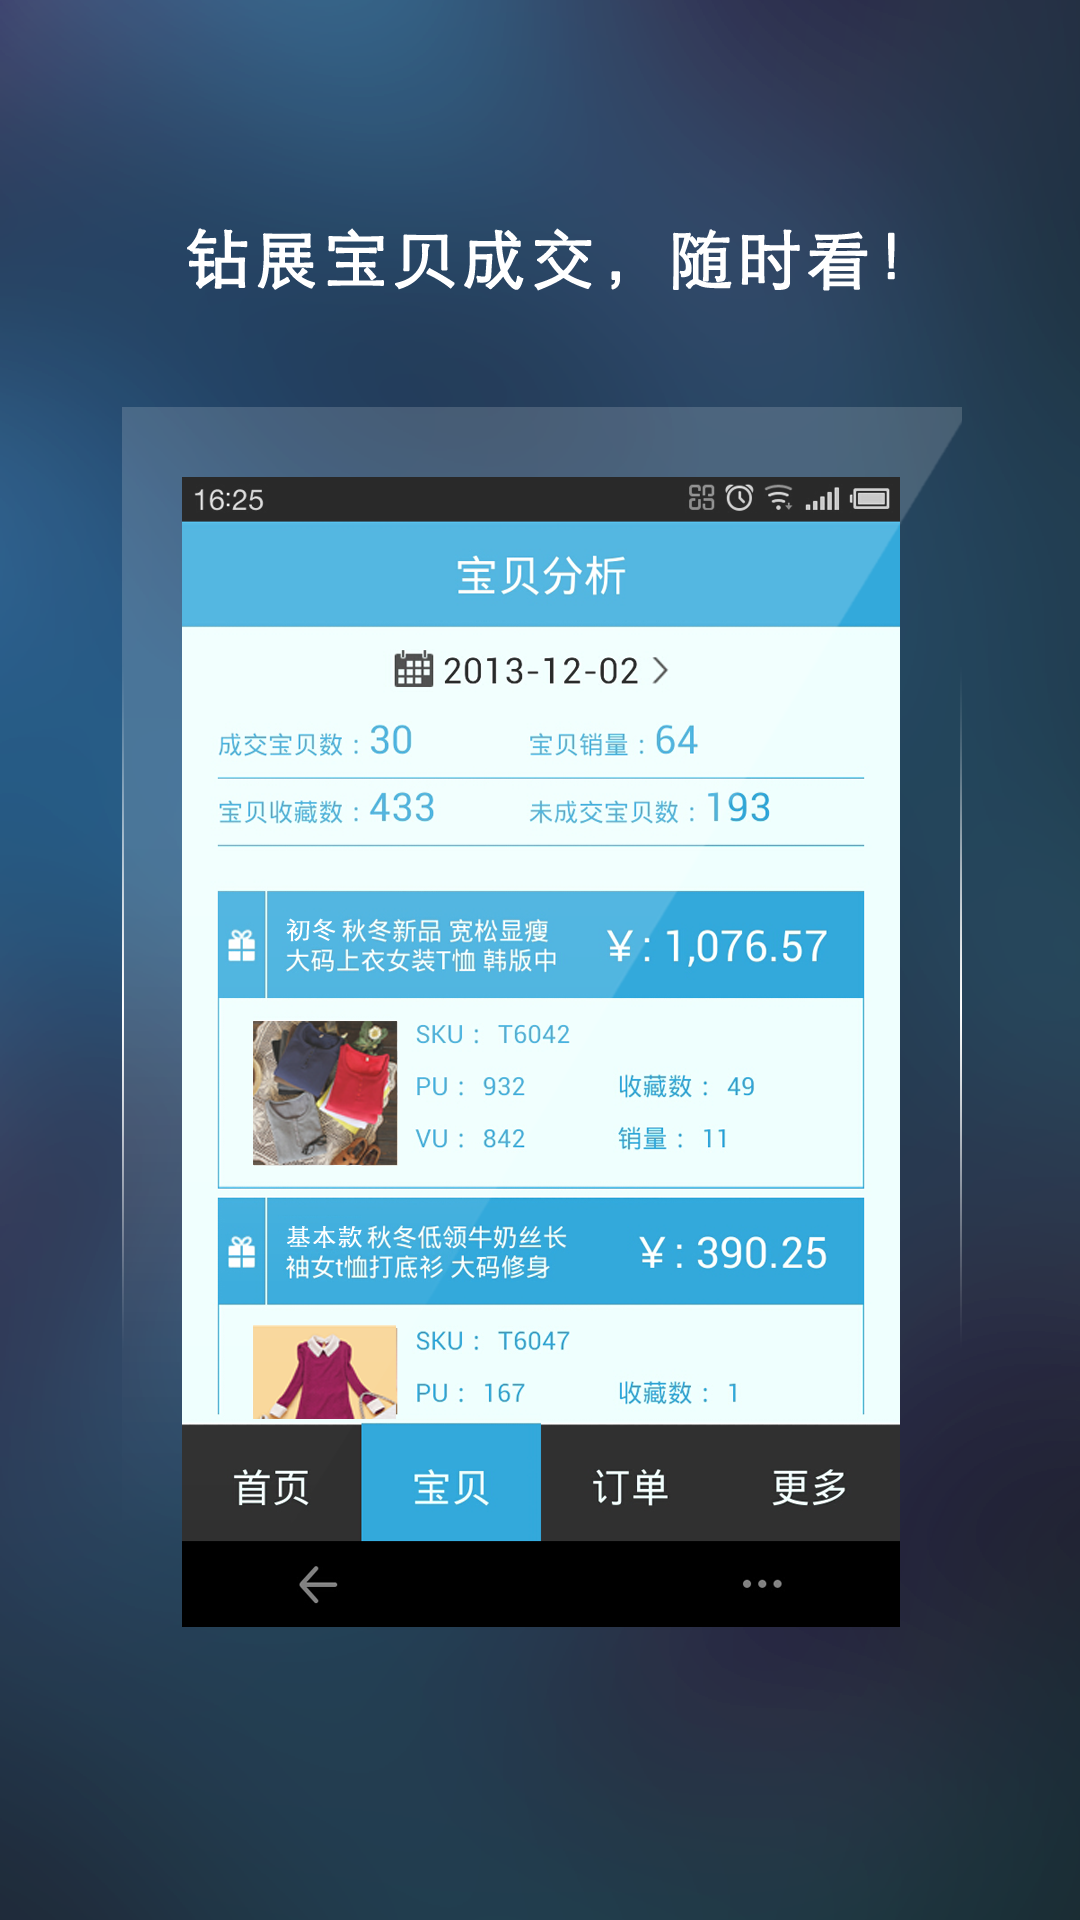 钻展宝贝成交，随时看！
16:25
宝贝分析
2013-12-02
成交宝贝数：30 宝贝销量：64
宝贝收藏数：433 未成交宝贝数：193
初冬 秋冬新品 宽松显瘦
大码上衣女装T恤 韩版中
¥：1,076.57
SKU： T6042
PU： 932 收藏数： 49
VU： 842 销量： 11
基本款 秋冬低领牛奶丝长
袖女t恤打底衫 大码修身
¥：390.25
SKU： T6047
PU： 167 收藏数： 1
首页 宝贝 订单 更多